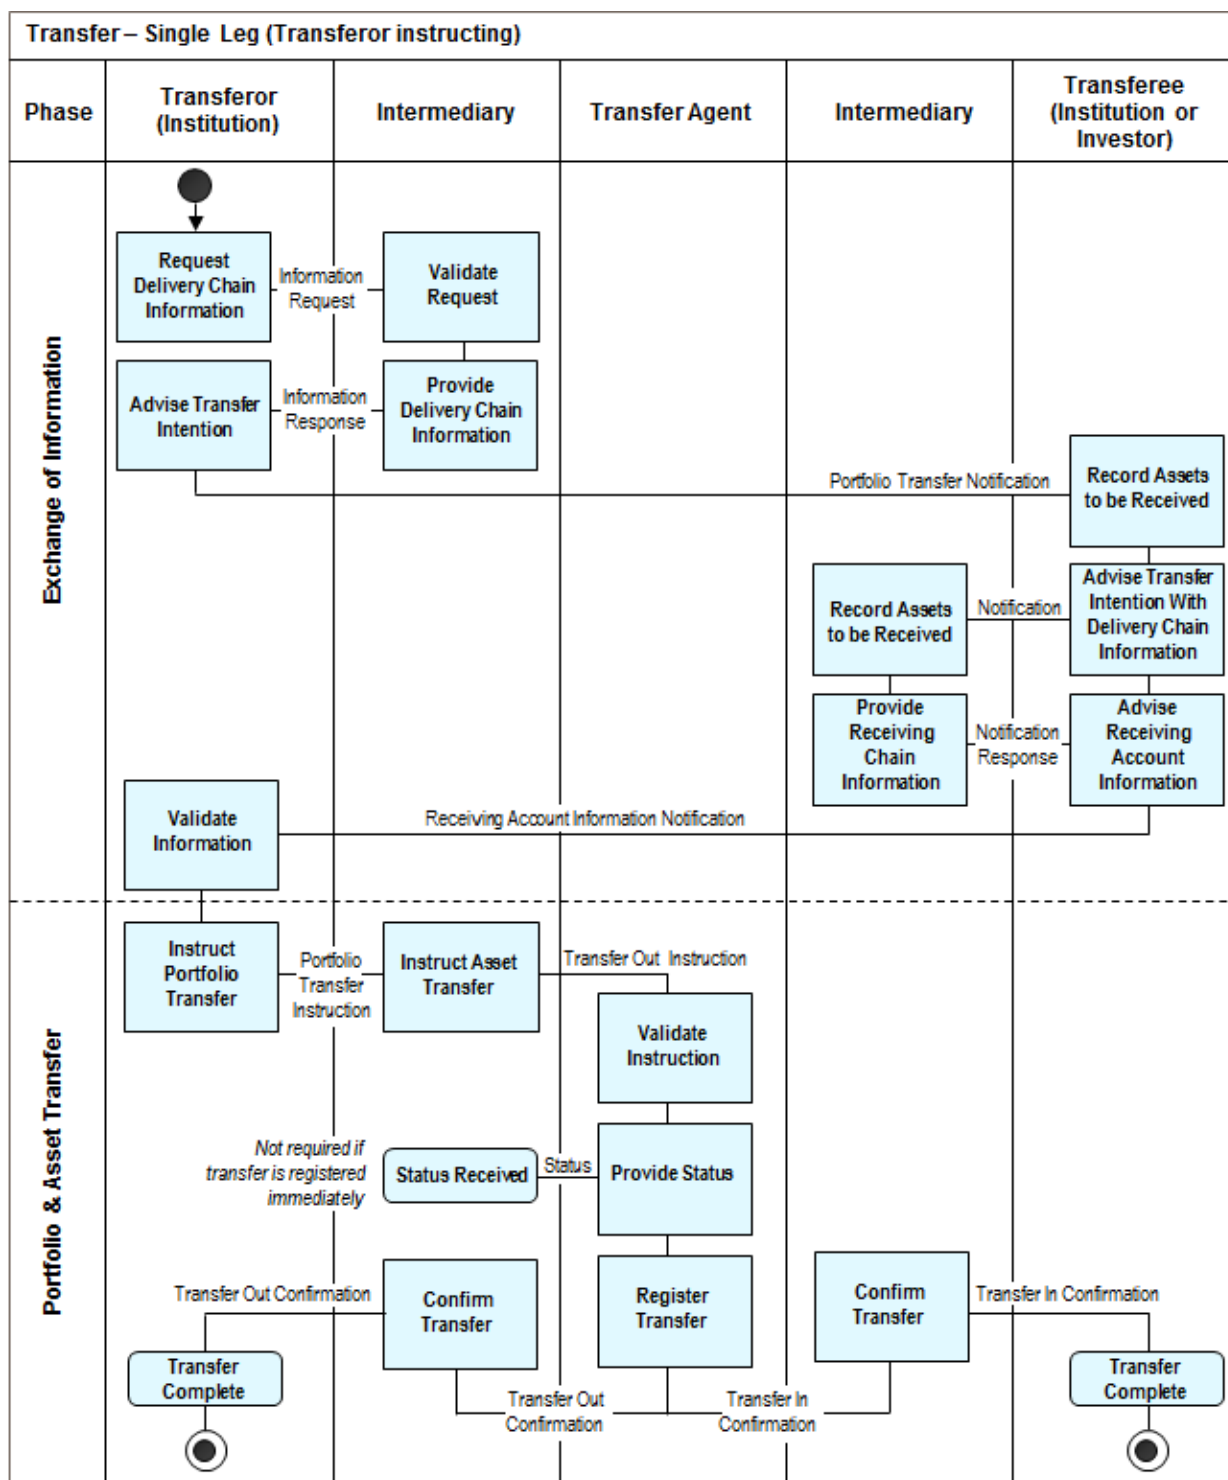 Transfer – Single Leg (Transferor instructing)
Phase
Transferor
(Institution)
Intermediary
Transfer Agent
Intermediary
Transferee
(Institution or
Investor)
Exchange of Information
Request
Delivery Chain
Information
Information
Request
Validate
Request
Advise Transfer
Intention
Information
Response
Provide
Delivery Chain
Information
Portfolio Transfer Notification
Record Assets
to be Received
Record Assets
to be Received
Notification
Advise Transfer
Intention With
Delivery Chain
Information
Provide
Receiving
Chain
Information
Notification
Response
Advise
Receiving
Account
Information
Validate
Information
Receiving Account Information Notification
Portfolio & Asset Transfer
Instruct
Portfolio
Transfer
Portfolio
Transfer
Instruction
Instruct Asset
Transfer
Transfer Out Instruction
Validate
Instruction
Not required if
transfer is registered
immediately
Status Received
Status
Provide Status
Transfer Out Confirmation
Confirm
Transfer
Register
Transfer
Confirm
Transfer
Transfer In Confirmation
Transfer
Complete
Transfer Out
Confirmation
Transfer In
Confirmation
Transfer
Complete